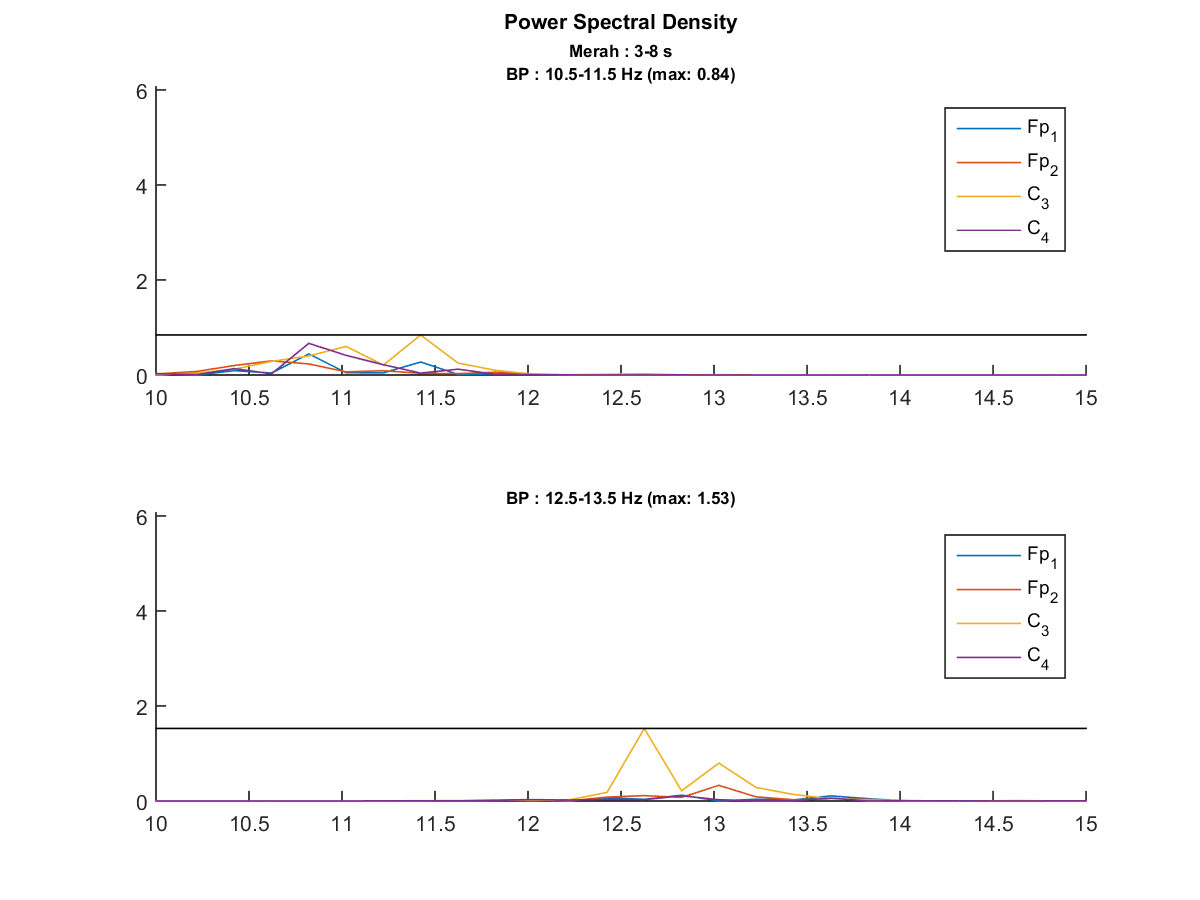 Power Spectral Density
Merah : 3-8 s
BP : 10.5-11.5 Hz (max: 0.84)
6
4
2
0
10 10.5 11 11.5 12 12.5 13 13.5 14 14.5 15
Fp1
Fp2
C3
C4
BP : 12.5-13.5 Hz (max: 1.53)
6
4
2
0
10 10.5 11 11.5 12 12.5 13 13.5 14 14.5 15
Fp1
Fp2
C3
C4